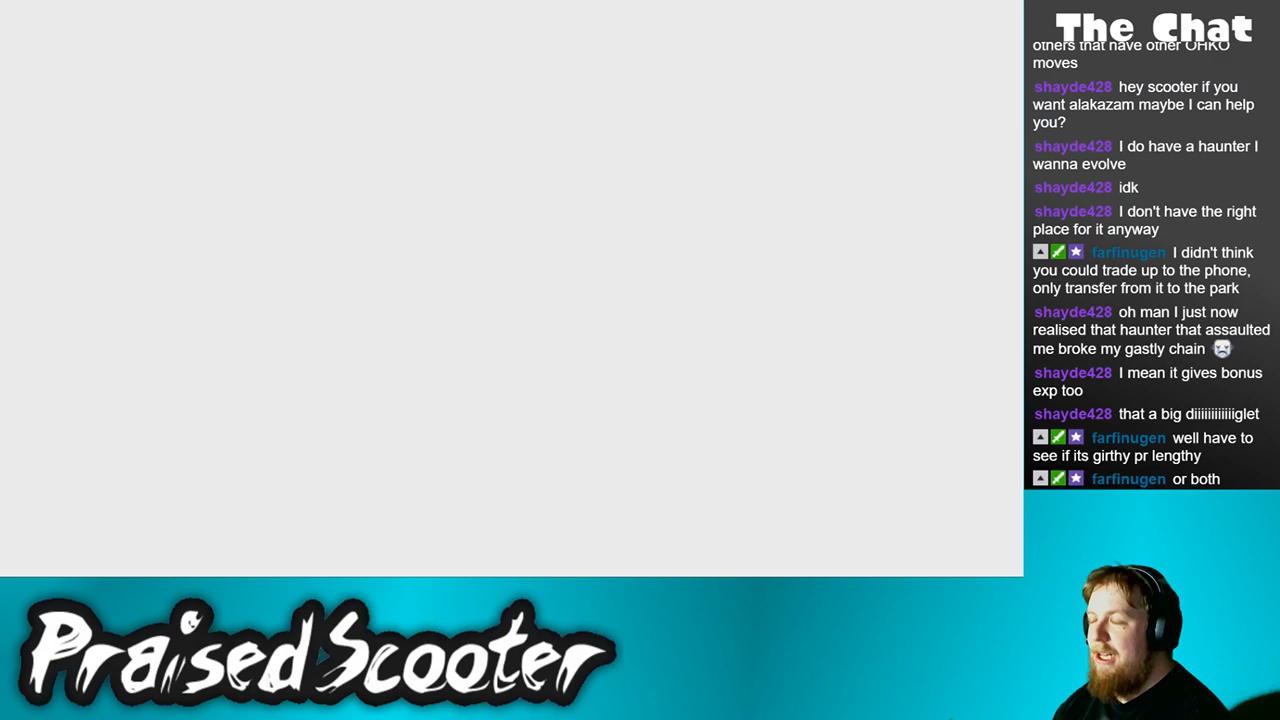 The Chat
others that have other OHKO
moves
shayde428 hey scooter if you
want alakazam maybe I can help
you?
shayde428 I do have a haunter I
wanna evolve
shayde428 idk
shayde428 I don't have the right
place for it anyway
farfinugen I didn't think
you could trade up to the phone,
only transfer from it to the park
shayde428 oh man I just now
realised that haunter that assaulted
me broke my gastly chain
shayde428 I mean it gives bonus
exp too
shayde428 that a big diiiiiiiiiiiiglet
farfinugen well have to
see if its girthy pr lengthy
farfinugen or both
PraisedScooter